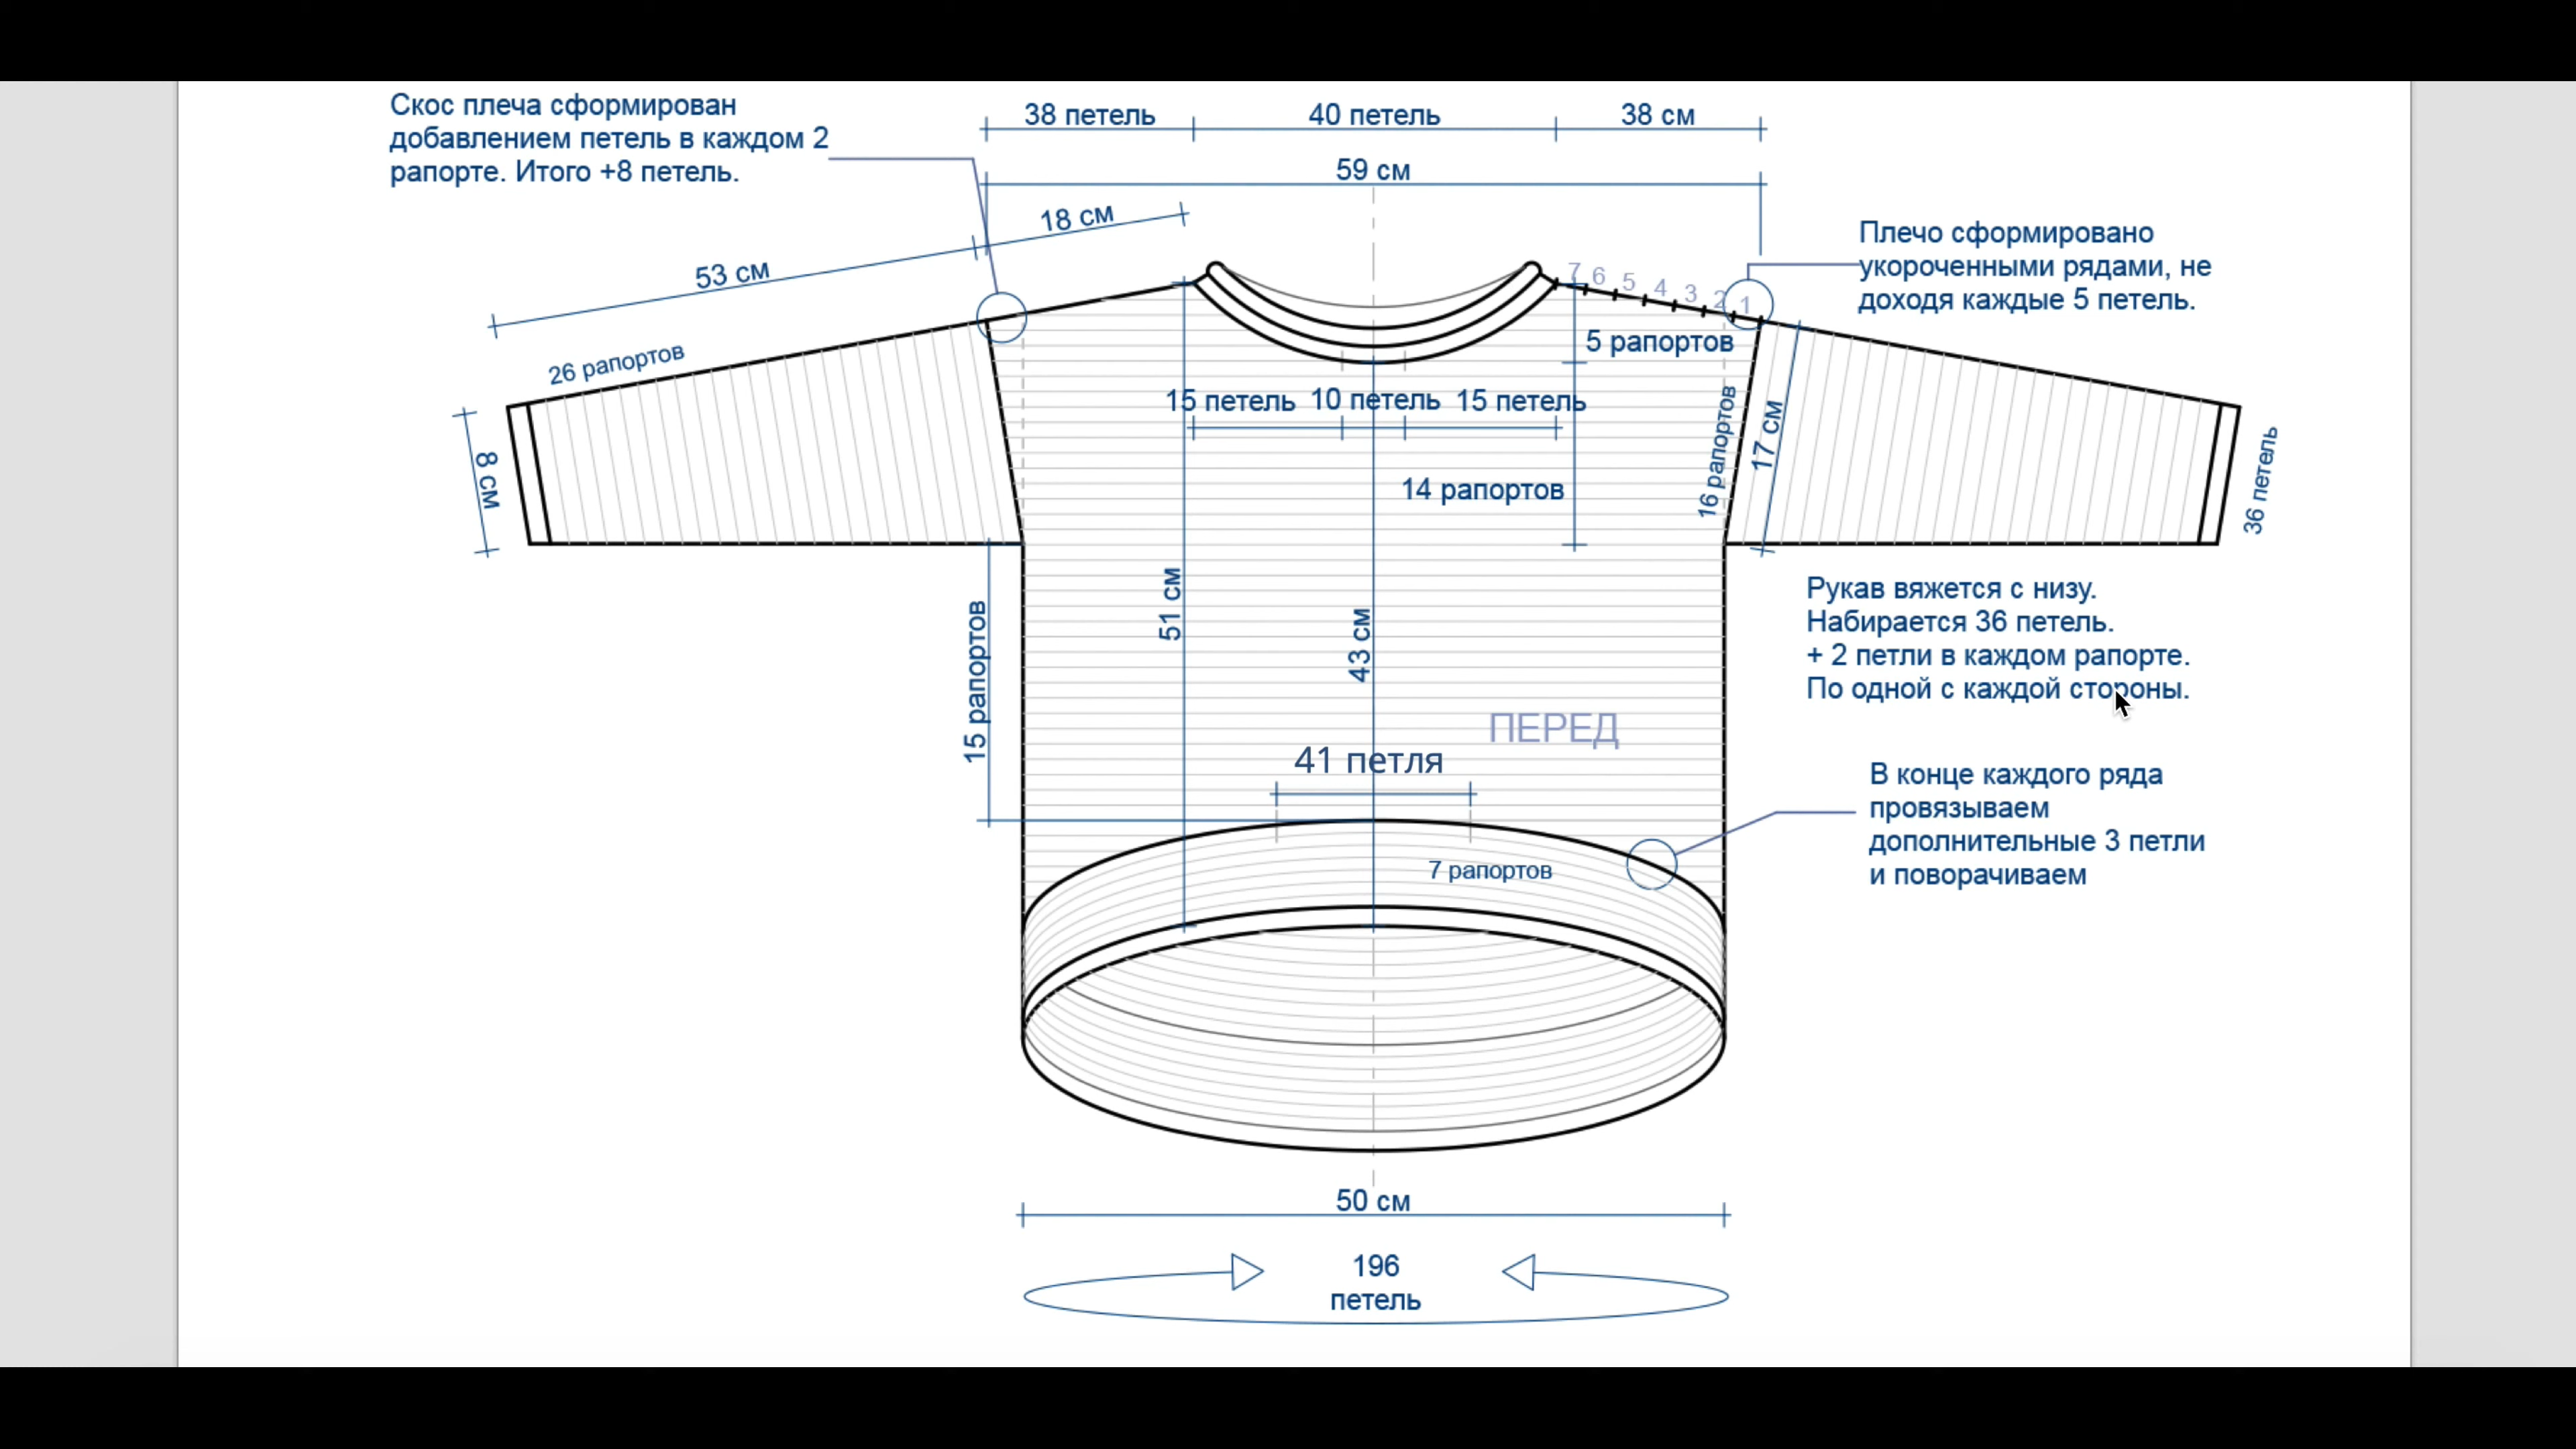 Скос плеча сформирован
добавлением петель в каждом 2
рапорте. Итого +8 петель.
38 петель
40 петель
38 см
59 см
18 см
53 см
26 рапортов
8 см
7 6 5 4 3 2 1
Плечо сформировано
укороченными рядами, не
доходя каждые 5 петель.
5 рапортов
15 петель
10 петель
15 петель
14 рапортов
16 рапортов
17 см
36 петель
15 рапортов
51 см
43 см
Рукав вяжется с низу.
Набирается 36 петель.
+ 2 петли в каждом рапорте.
По одной с каждой стороны.
ПЕРЕД
41 петля
7 рапортов
В конце каждого ряда
провязываем
дополнительные 3 петли
и поворачиваем
50 см
196
петель